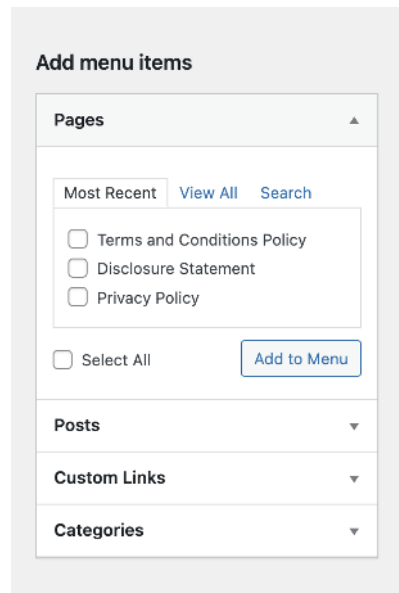 Add menu items
Pages
Most Recent View All Search
Terms and Conditions Policy
Disclosure Statement
Privacy Policy
Select All Add to Menu
Posts
Custom Links
Categories